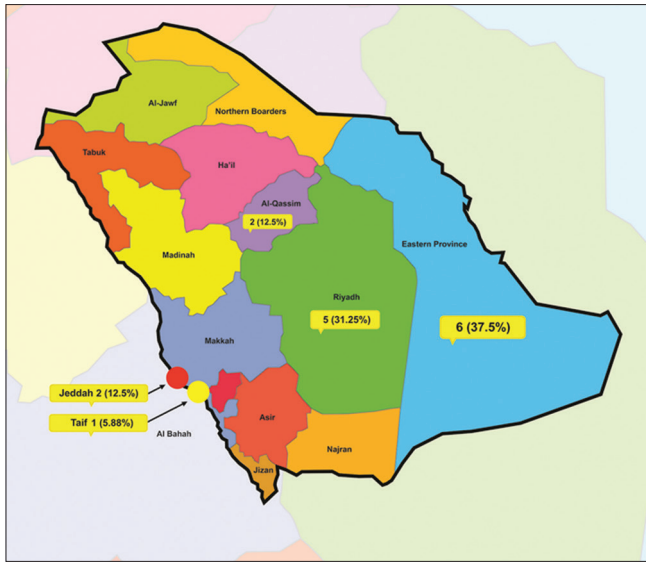 Al-Jawf
Northern Boarders
Tabuk
Ha'il
Al-Qassim
2 (12.5%)
Madinah
Eastern Province
Riyadh
5 (31.25%)
6 (37.5%)
Makkah
Jeddah 2 (12.5%)
Taif 1 (5.88%)
Al Bahah
Asir
Najran
Jizan